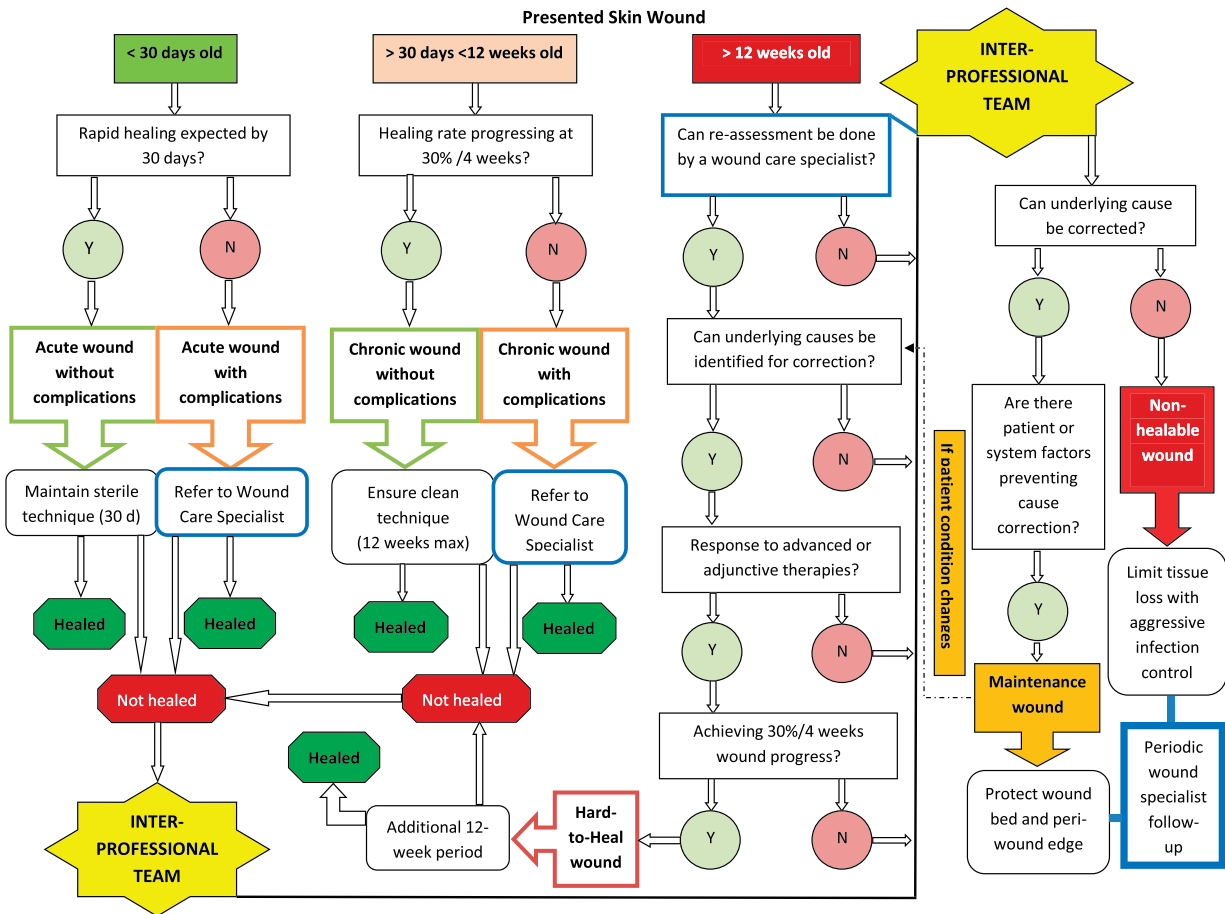 Presented Skin Wound
< 30 days old
Rapid healing expected by
30 days?
Y
N
Acute wound
without
complications
Acute wound
with
complications
Maintain sterile
technique (30 d)
Refer to Wound
Care Specialist
Healed
Healed
Not healed
INTER-
PROFESSIONAL
TEAM
> 30 days <12 weeks old
Healing rate progressing at
30% /4 weeks?
Y
N
Chronic wound
without
complications
Chronic wound
with
complications
Ensure clean
technique
(12 weeks max)
Refer to
Wound Care
Specialist
Healed
Healed
Not healed
Healed
Additional 12-
week period
Hard-
to-Heal
wound
> 12 weeks old
Can re-assessment be done
by a wound care specialist?
Y
N
Can underlying causes be
identified for correction?
Y
N
Response to advanced or
adjunctive therapies?
Y
N
Achieving 30%/4 weeks
wound progress?
Y
N
INTER-
PROFESSIONAL
TEAM
Can underlying cause
be corrected?
Y
N
Are there
patient or
system factors
preventing
cause
correction?
Y
Non-
healable
wound
If patient condition changes
Maintenance
wound
Limit tissue
loss with
aggressive
infection
control
Protect wound
bed and peri-
wound edge
Periodic
wound
specialist
follow-
up